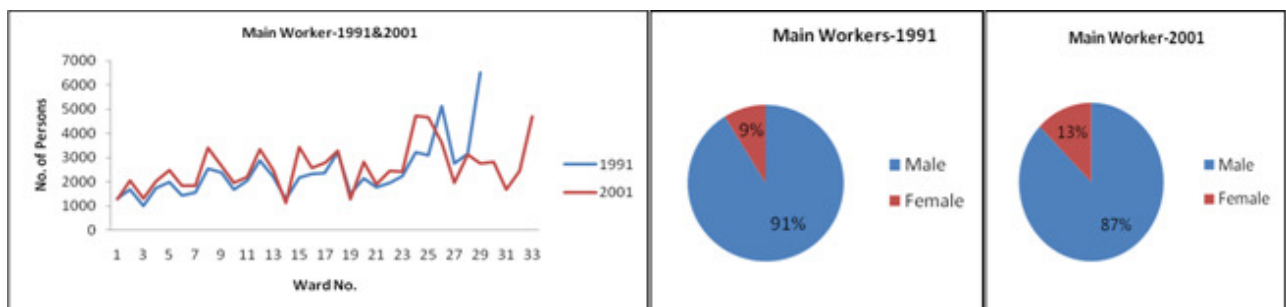 Main Worker-1991&2001
No. of Persons
7000
6000
5000
4000
3000
2000
1000
0
1 3 5 7 9 11 13 15 17 19 21 23 25 27 29 31 33
Ward No.
1991
2001
Main Workers-1991
9%
91%
Male
Female
Main Worker-2001
13%
87%
Male
Female